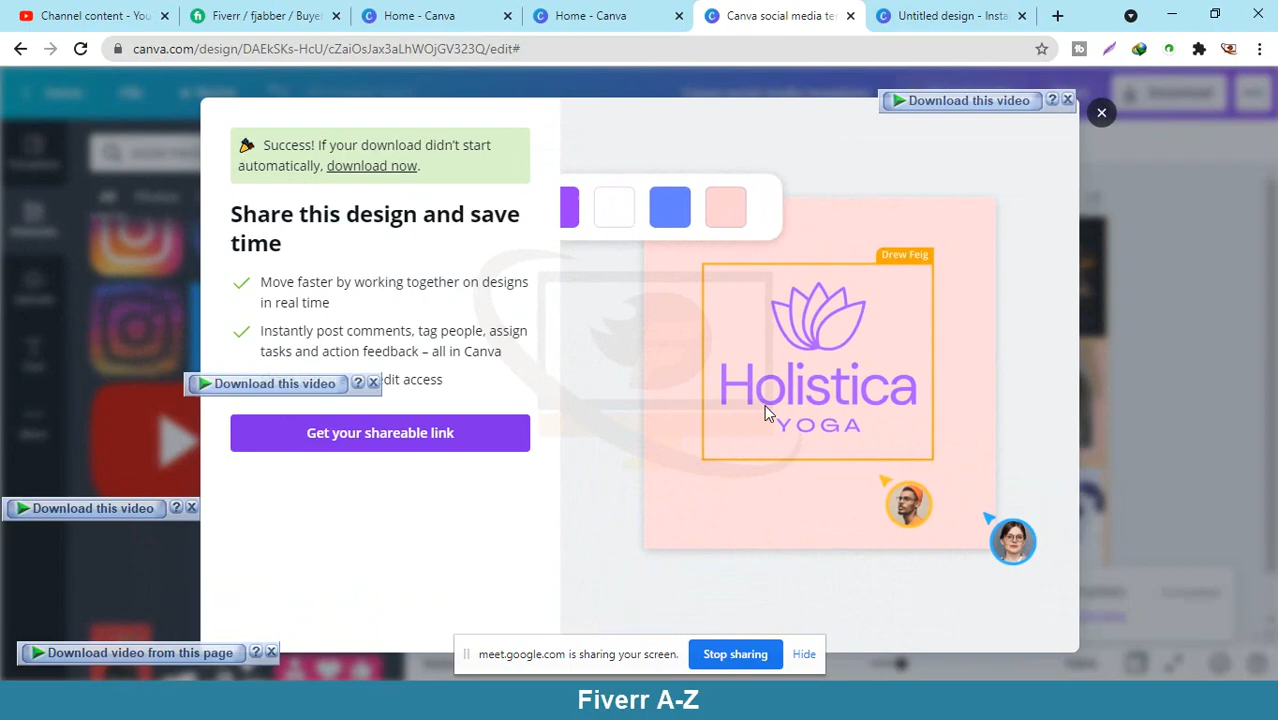 Channel content - You
Fiverr / fjabber / Buyer
Home - Canva
Home - Canva
Canva social media te
Untitled design - Insta
canva.com/design/DAEkSKs-HcU/cZaiOsJax3aLhWOjGV323Q/edit#
Download this video
Success! If your download didn't start
automatically, download now.
Share this design and save
time
Move faster by working together on designs
in real time
Instantly post comments, tag people, assign
tasks and action feedback – all in Canva
Download this video
edit access
Get your shareable link
Drew Feig
Holistica
YOGA
Download this video
Download video from this page
meet.google.com is sharing your screen.
Stop sharing
Hide
Fiverr A-Z